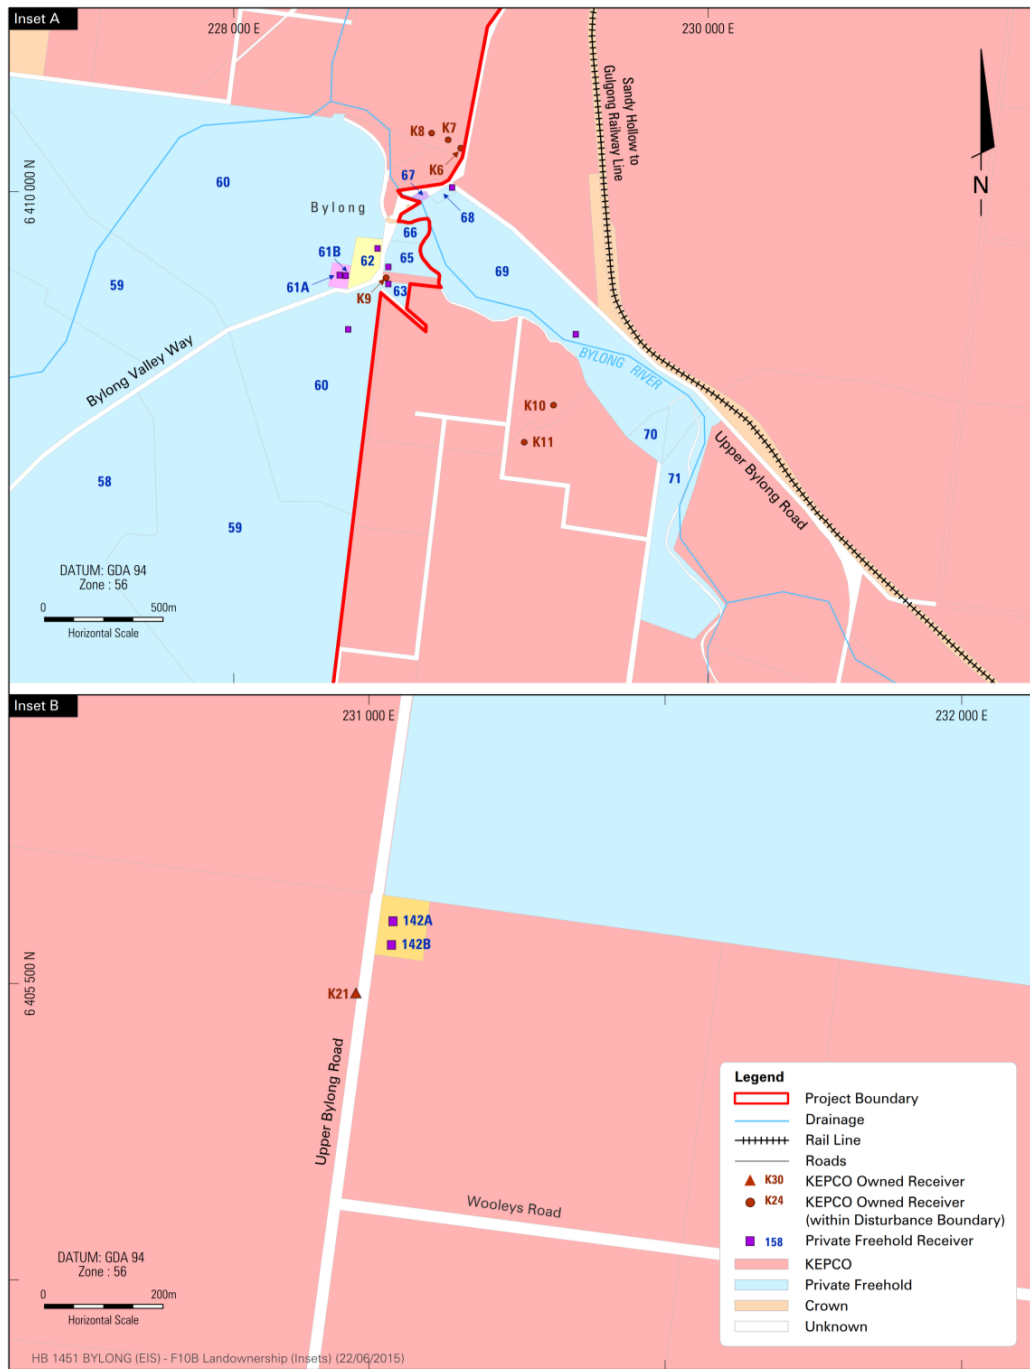 Inset A
228 000 E
230 000 E
Sandy Hollow to
Gulgong Railway Line
K8
K7
K6
N
6 410 000 N
60
67
68
Bylong
66
62
65
69
61B
61A
59
K9
63
Bylong Valley Way
BYLONG RIVER
60
K10
K11
70
71
Upper Bylong Road
58
59
DATUM: GDA 94
Zone : 56
0 500m
Horizontal Scale
Inset B
231 000 E
232 000 E
142A
142B
6 405 500 N
K21
Upper Bylong Road
Wooleys Road
DATUM: GDA 94
Zone : 56
0 200m
Horizontal Scale
Legend
Project Boundary
Drainage
Rail Line
Roads
K30 KEPCO Owned Receiver
K24 KEPCO Owned Receiver
(within Disturbance Boundary)
158 Private Freehold Receiver
KEPCO
Private Freehold
Crown
Unknown
HB 1451 BYLONG (EIS) - F10B Landownership (Insets) (22/06/2015)